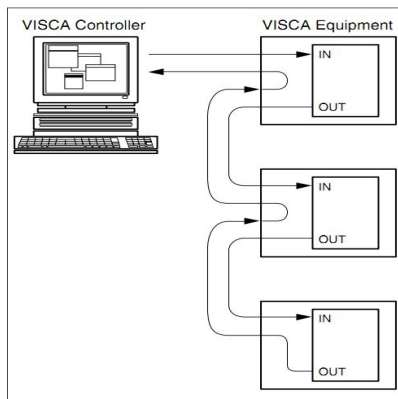 VISCA Controller
VISCA Equipment
IN
OUT
IN
OUT
IN
OUT